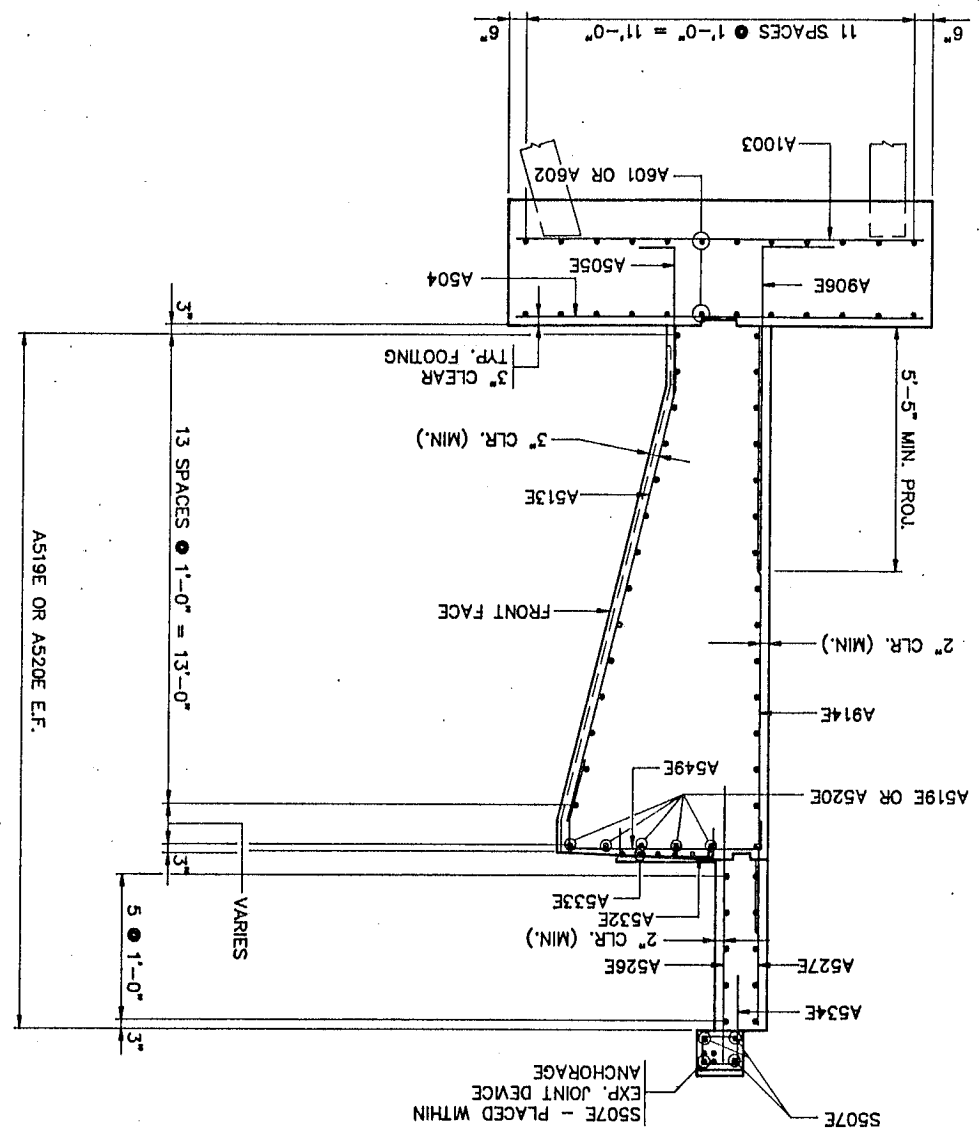 6"
11 SPACES @ 1'-0" = 11'-0"
6"
A1003
A601 OR A602
A504
A505E
A906E
3"
3" CLEAR
TYP. FOOTING
5'-5" MIN. PROJ.
3" CLR. (MIN.)
A513E
13 SPACES @ 1'-0" = 13'-0"
A519E OR A520E E.F.
FRONT FACE
2" CLR. (MIN.)
A914E
A549E
A519E OR A520E
3"
VARIES
A533E
A532E
2" CLR. (MIN.)
A526E
A527E
5 @ 1'-0"
A534E
3"
S507E - PLACED WITHIN
EXP. JOINT DEVICE
ANCHORAGE
S507E